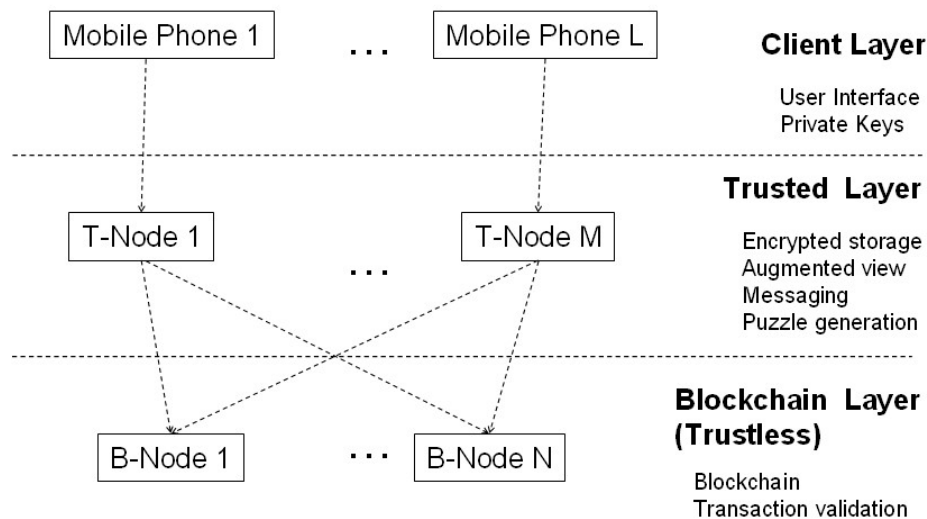 Mobile Phone 1
...
Mobile Phone L
Client Layer
User Interface
Private Keys
Trusted Layer
T-Node 1
...
T-Node M
Encrypted storage
Augmented view
Messaging
Puzzle generation
Blockchain Layer
(Trustless)
B-Node 1
...
B-Node N
Blockchain
Transaction validation